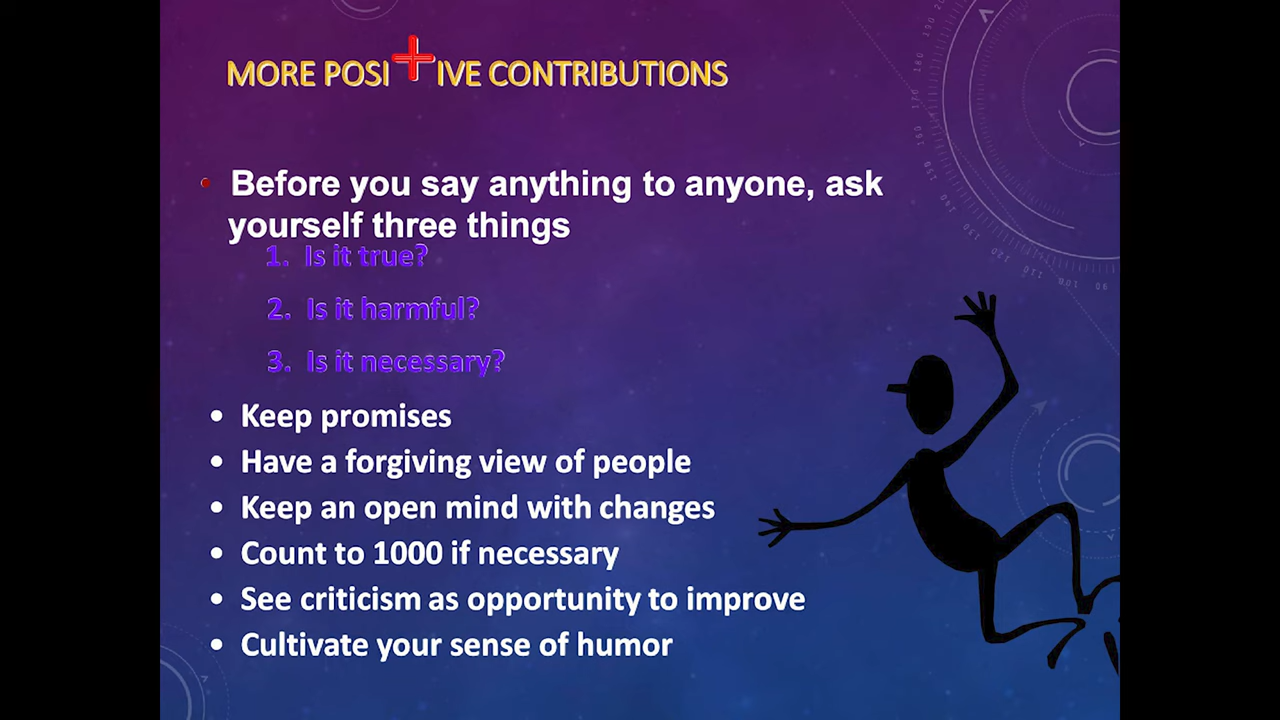 MORE POSI+IVE CONTRIBUTIONS
• Before you say anything to anyone, ask
yourself three things
1. Is it true?
2. Is it harmful?
3. Is it necessary?
• Keep promises
• Have a forgiving view of people
• Keep an open mind with changes
• Count to 1000 if necessary
• See criticism as opportunity to improve
• Cultivate your sense of humor